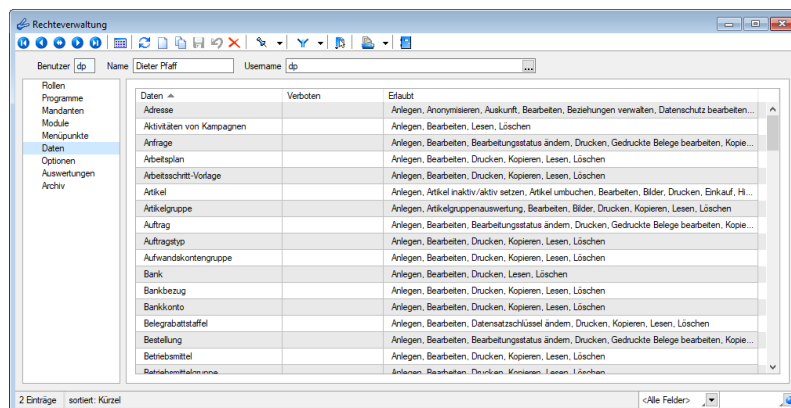 Rechteverwaltung
Benutzer dp Name Dieter Pfaff Username dp ...
Rollen
Programme
Mandanten
Module
Menüpunkte
Daten
Optionen
Auswertungen
Archiv
Daten Verboten Erlaubt
Adresse Anlegen, Anonymisieren, Auskunft, Bearbeiten, Beziehungen verwalten, Datenschutz bearbeiten...
Aktivitäten von Kampagnen Anlegen, Bearbeiten, Lesen, Löschen
Anfrage Anlegen, Bearbeiten, Bearbeitungsstatus ändern, Drucken, Gedruckte Belege bearbeiten, Kopie...
Arbeitsplan Anlegen, Bearbeiten, Drucken, Kopieren, Lesen, Löschen
Arbeitsschritt-Vorlage Anlegen, Bearbeiten, Drucken, Kopieren, Lesen, Löschen
Artikel Anlegen, Artikel inaktiv/aktiv setzen, Artikel umbuchen, Bearbeiten, Bilder, Drucken, Einkauf, Hi...
Artikelgruppe Anlegen, Artikelgruppenauswertung, Bearbeiten, Bilder, Drucken, Kopieren, Lesen, Löschen
Auftrag Anlegen, Bearbeiten, Bearbeitungsstatus ändern, Drucken, Gedruckte Belege bearbeiten, Kopie...
Auftragstyp Anlegen, Bearbeiten, Drucken, Kopieren, Lesen, Löschen
Aufwandskontengruppe Anlegen, Bearbeiten, Drucken, Kopieren, Lesen, Löschen
Bank Anlegen, Bearbeiten, Drucken, Lesen, Löschen
Bankbezug Anlegen, Bearbeiten, Drucken, Kopieren, Lesen, Löschen
Bankkonto Anlegen, Bearbeiten, Drucken, Kopieren, Lesen, Löschen
Belegrabattstaffel Anlegen, Bearbeiten, Datensatzschlüssel ändern, Drucken, Kopieren, Lesen, Löschen
Bestellung Anlegen, Bearbeiten, Bearbeitungsstatus ändern, Drucken, Gedruckte Belege bearbeiten, Kopie...
Betriebsmittel Anlegen, Bearbeiten, Drucken, Kopieren, Lesen, Löschen
Betriebsmittelgruppe Anlegen, Bearbeiten, Drucken, Kopieren, Lesen, Löschen
2 Einträge sortiert: Kürzel <Alle Felder>